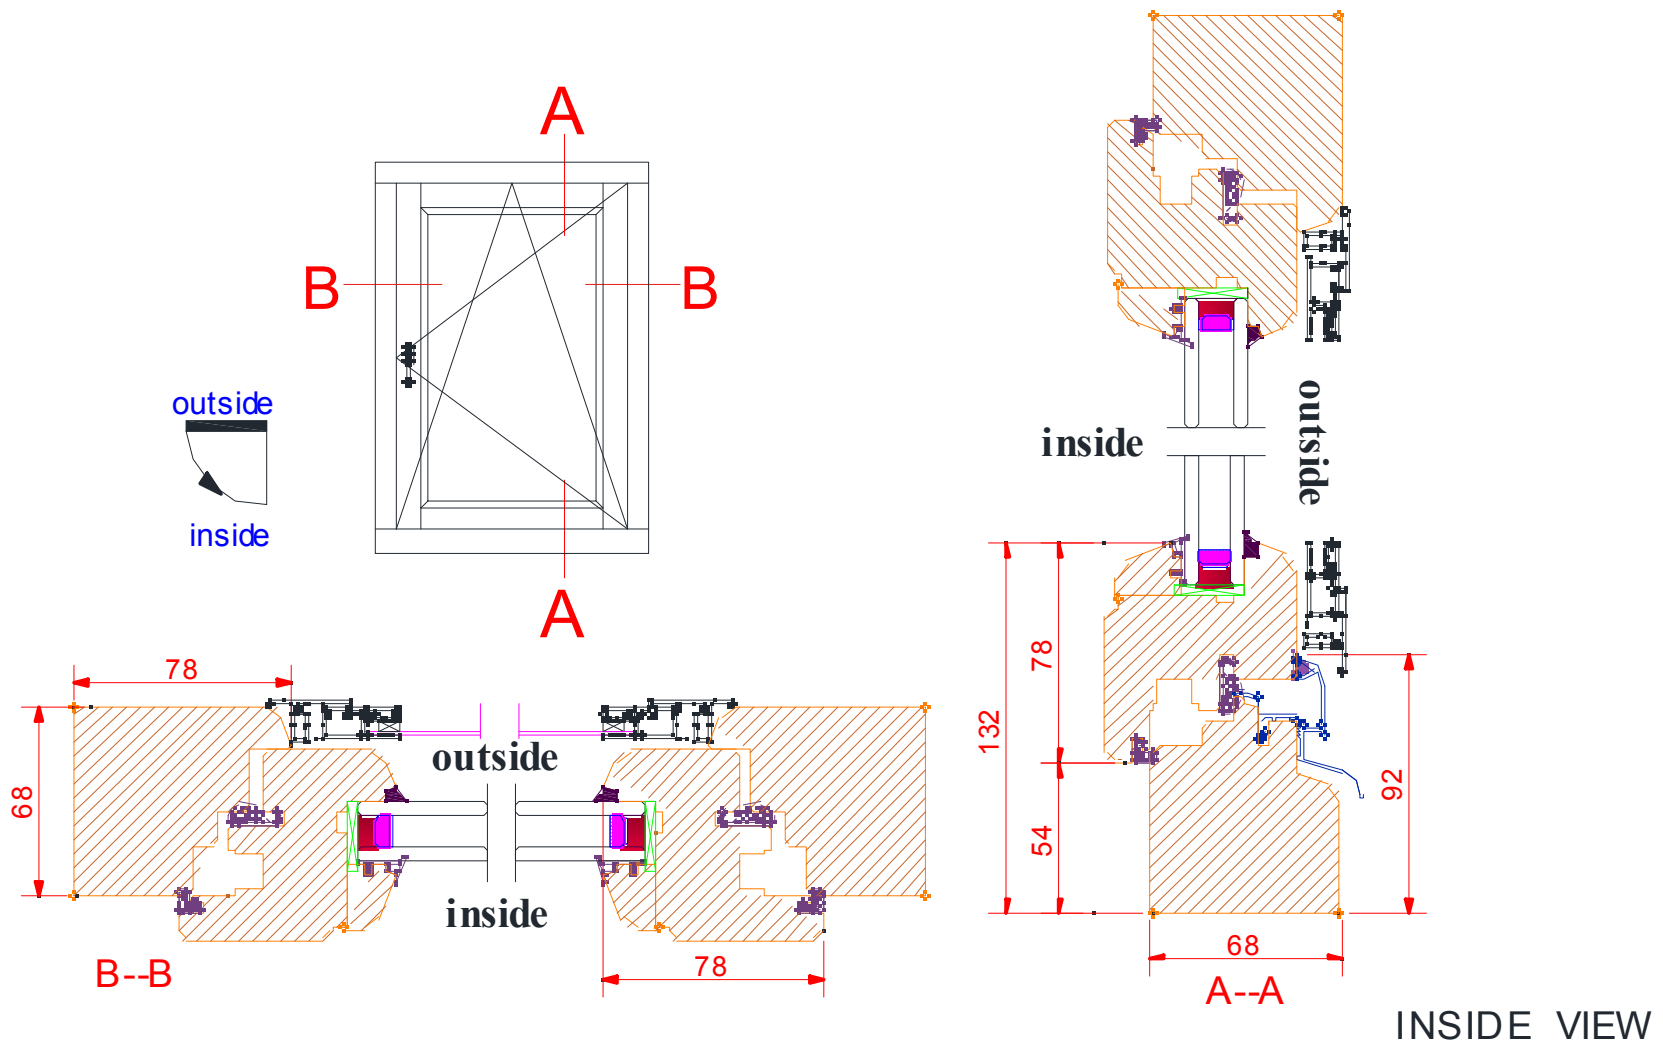 A
B
B
outside
inside
A
inside
outside
78
68
outside
inside
78
B--B
132
78
54
92
68
A--A
INSIDE VIEW